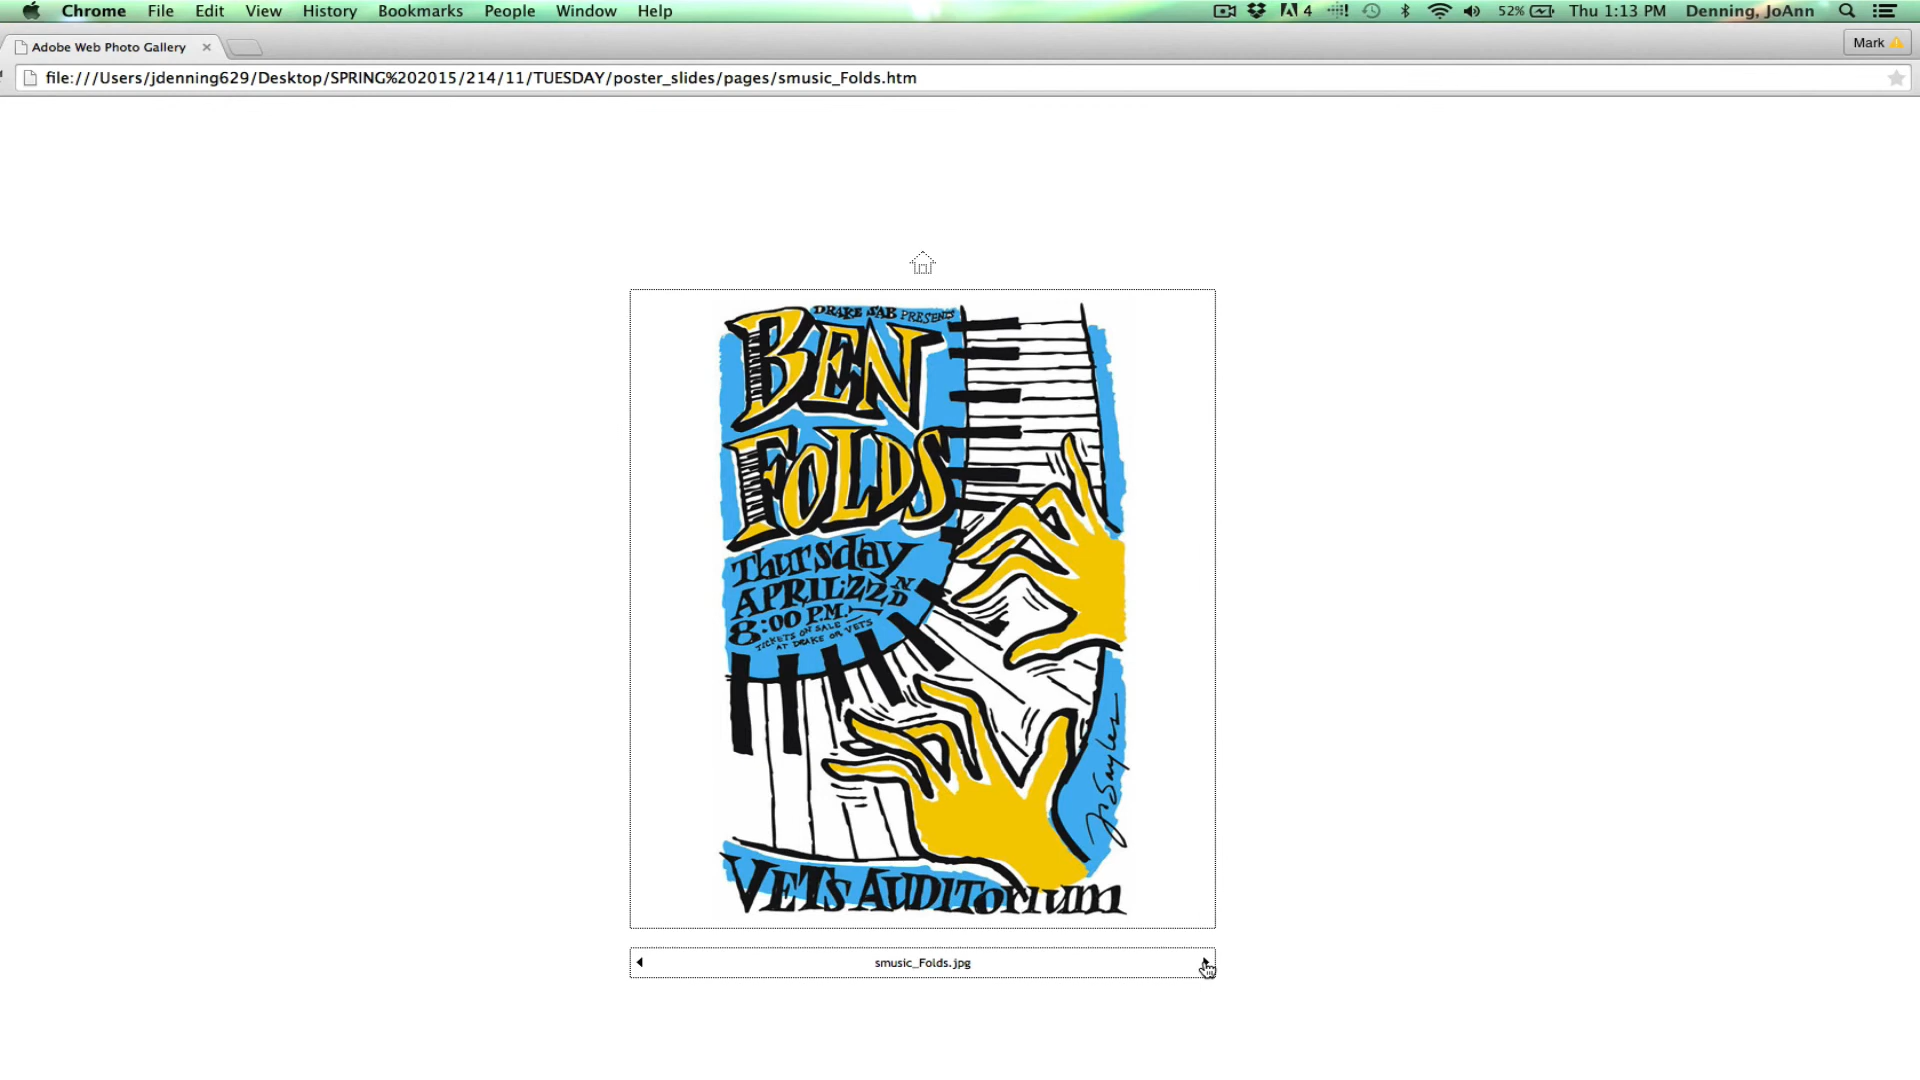 Chrome File Edit View History Bookmarks People Window Help 4 52% Thu 1:13 PM Denning, JoAnn
Adobe Web Photo Gallery
Mark
file:///Users/jdenning629/Desktop/SPRING%202015/214/11/TUESDAY/poster_slides/pages/smusic_Folds.htm
DRAKE SAB PRESENTS
BEN
FOLDS
Thursday
APRIL:22ND
8:00 P.M.
TICKETS ON SALE
AT DRAKE OR VETS
J Sayles
VETS AUDITORIUM
smusic_Folds.jpg